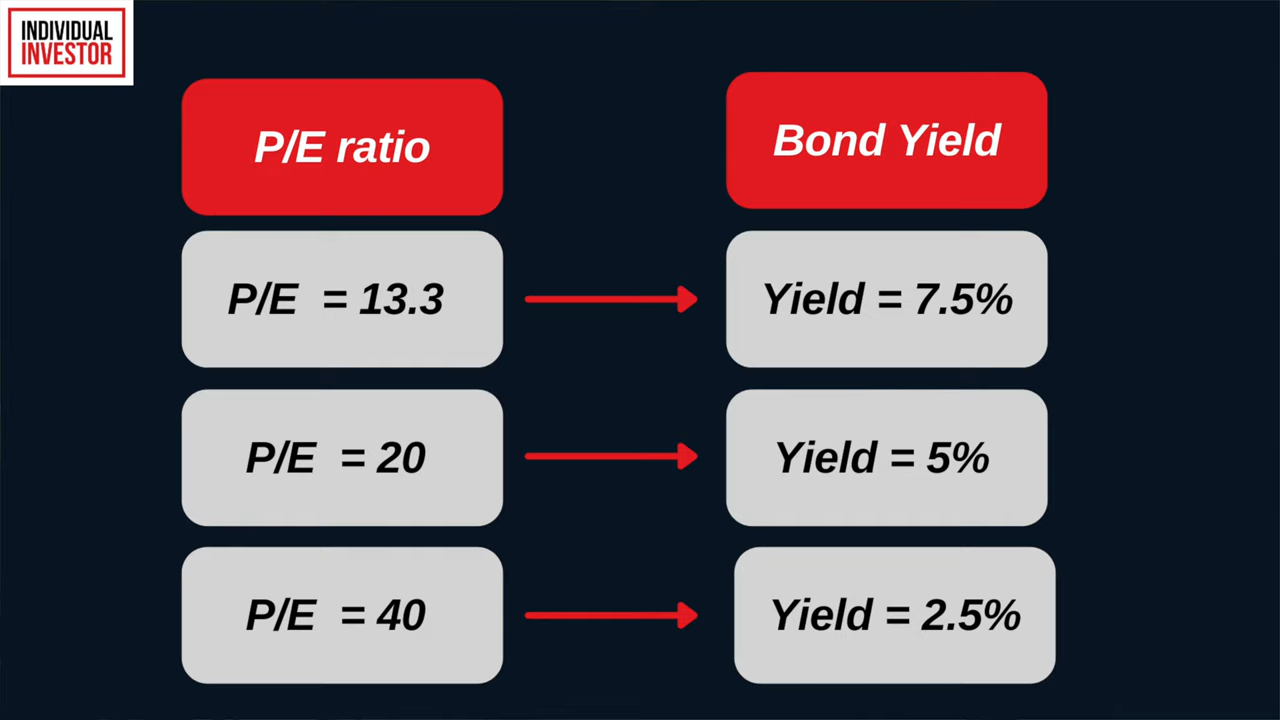 INDIVIDUAL
INVESTOR
P/E ratio
Bond Yield
P/E = 13.3
Yield = 7.5%
P/E = 20
Yield = 5%
P/E = 40
Yield = 2.5%